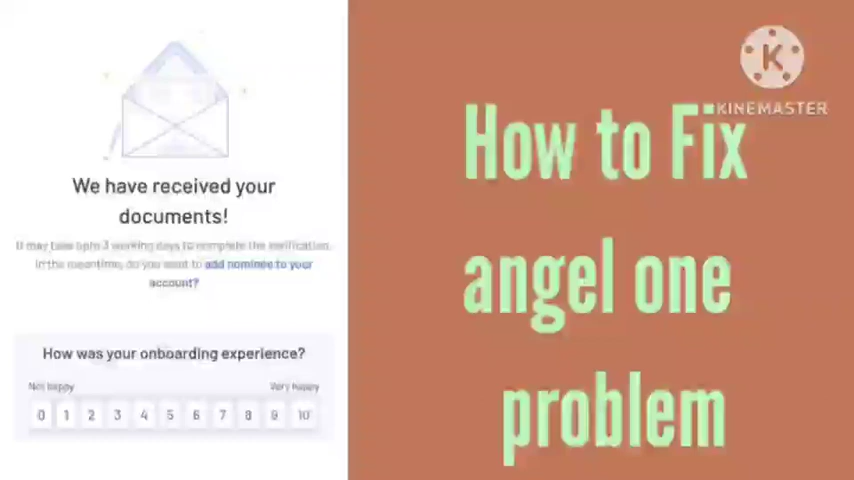 We have received your
documents!
It may take upto 3 working days to complete the verification.
In the meantime, do you want to add nominee to your
account?
How was your onboarding experience?
Not happy
Very happy
0 1 2 3 4 5 6 7 8 9 10
KINEMASTER
How to Fix
angel one
problem